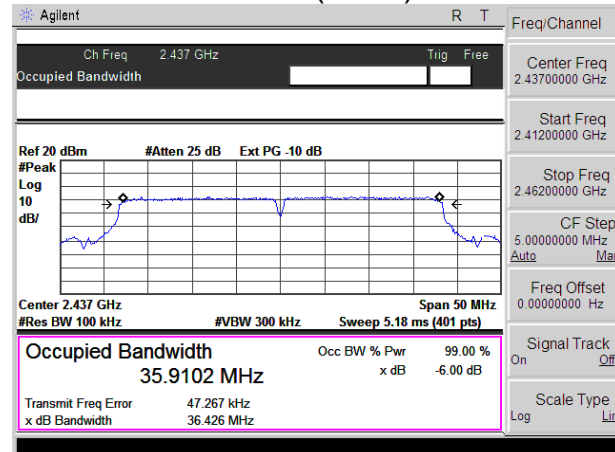 Agilent R T
Freq/Channel
Ch Freq 2.437 GHz Trig Free
Occupied Bandwidth
Center Freq
2.43700000 GHz
Start Freq
2.41200000 GHz
Ref 20 dBm #Atten 25 dB Ext PG -10 dB
#Peak
Log
10
dB/
Stop Freq
2.46200000 GHz
CF Step
5.00000000 MHz
Auto Mar
Freq Offset
0.00000000 Hz
Center 2.437 GHz Span 50 MHz
#Res BW 100 kHz #VBW 300 kHz Sweep 5.18 ms (401 pts)
Signal Track
On Off
Occupied Bandwidth Occ BW % Pwr 99.00 %
35.9102 MHz x dB -6.00 dB
Transmit Freq Error 47.267 kHz
x dB Bandwidth 36.426 MHz
Scale Type
Log Lin